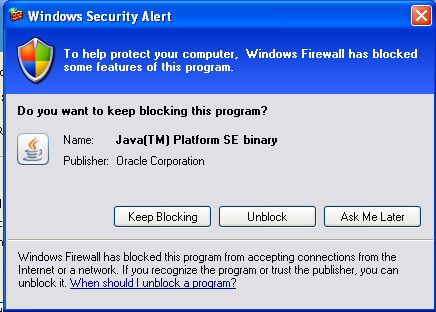 Windows Security Alert
To help protect your computer, Windows Firewall has blocked
some features of this program.
Do you want to keep blocking this program?
Name: Java(TM) Platform SE binary
Publisher: Oracle Corporation
Keep Blocking Unblock Ask Me Later
Windows Firewall has blocked this program from accepting connections from the
Internet or a network. If you recognize the program or trust the publisher, you can
unblock it. When should I unblock a program?